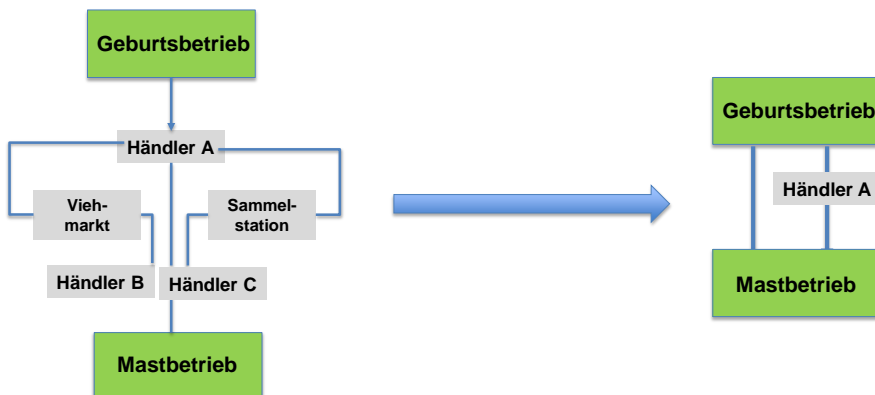 Geburtsbetrieb
Händler A
Vieh-
markt
Sammel-
station
Händler B
Händler C
Mastbetrieb
Geburtsbetrieb
Händler A
Mastbetrieb